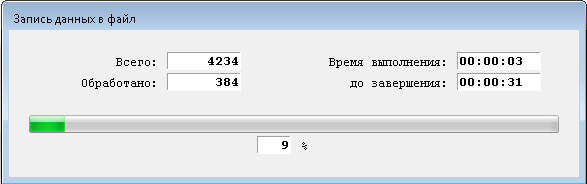 Запись данных в файл
Всего: 4234 Время выполнения: 00:00:03
Обработано: 384 до завершения: 00:00:31
9 %